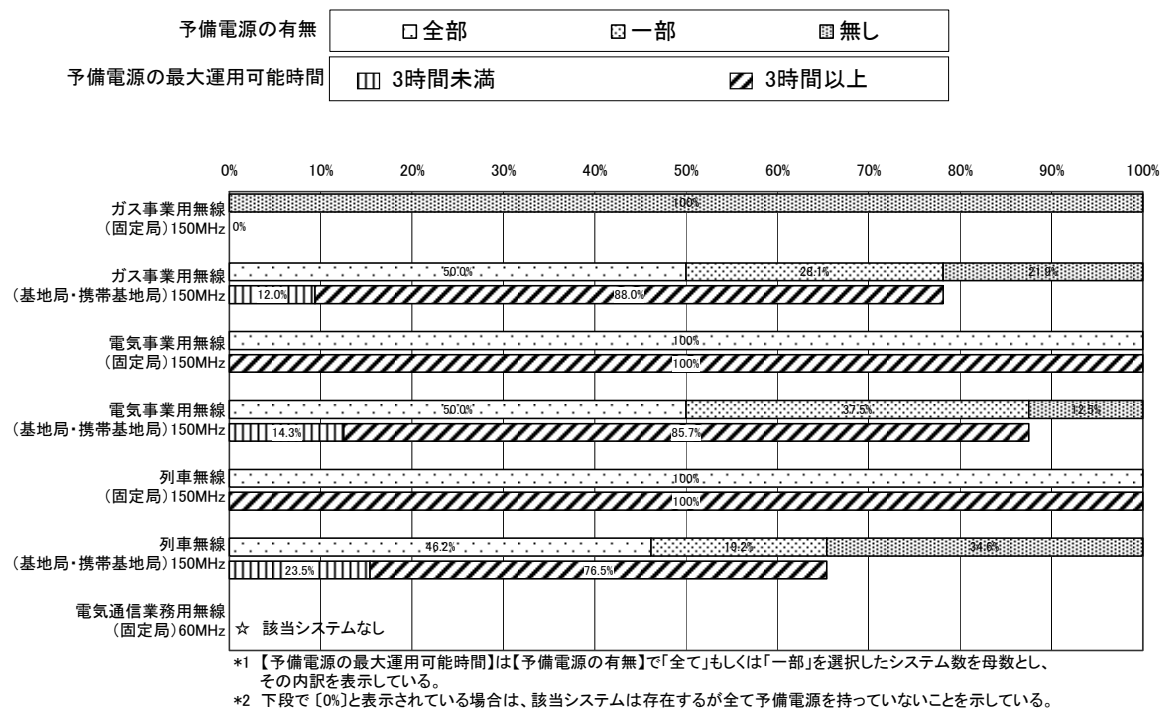 予備電源の有無 全部 一部 無し
予備電源の最大運用可能時間 3時間未満 3時間以上
0% 10% 20% 30% 40% 50% 60% 70% 80% 90% 100%
ガス事業用無線
(固定局)150MHz
100%
0%
ガス事業用無線
(基地局・携帯基地局)150MHz
50.0% 28.1% 21.9%
12.0% 88.0%
電気事業用無線
(固定局)150MHz
100%
100%
電気事業用無線
(基地局・携帯基地局)150MHz
50.0% 37.5% 12.5%
14.3% 85.7%
列車無線
(固定局)150MHz
100%
100%
列車無線
(基地局・携帯基地局)150MHz
46.2% 19.2% 34.6%
23.5% 76.5%
電気通信業務用無線
(固定局)60MHz
☆ 該当システムなし
*1 【予備電源の最大運用可能時間】は【予備電源の有無】で「全て」もしくは「一部」を選択したシステム数を母数とし、
その内訳を表示している。
*2 下段で〔0%〕と表示されている場合は、該当システムは存在するが全て予備電源を持っていないことを示している。